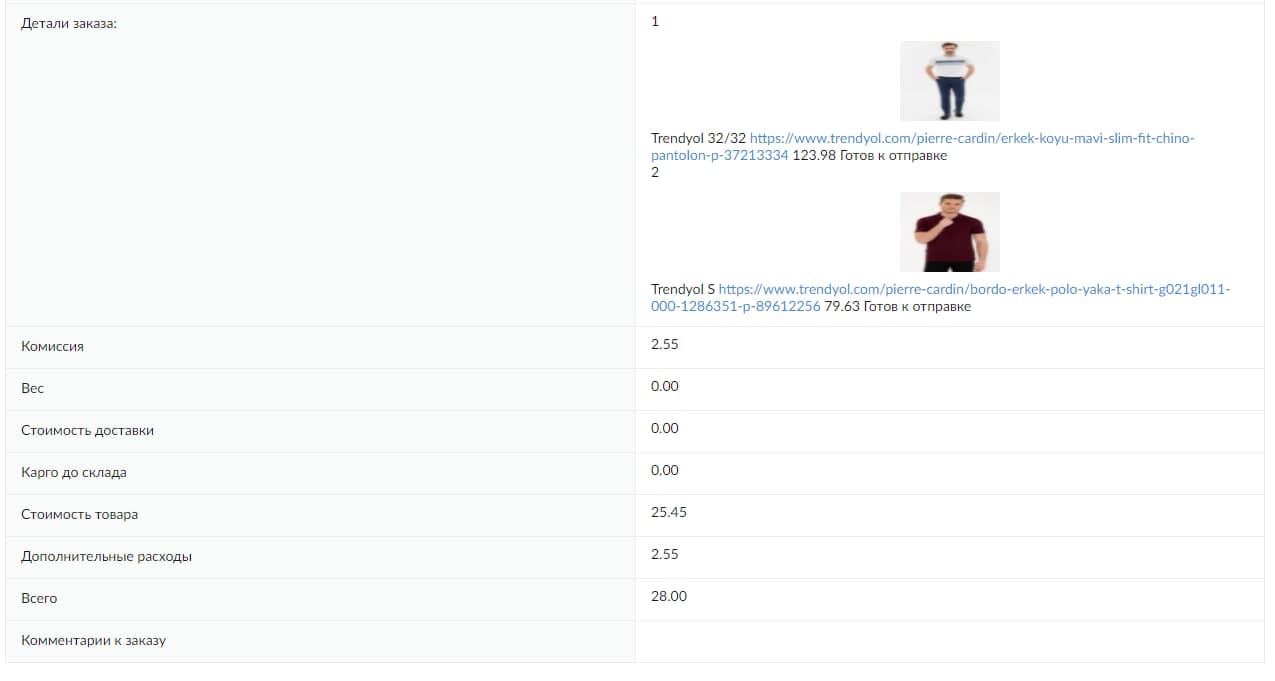 Детали заказа:
1
Trendyol 32/32 https://www.trendyol.com/pierre-cardin/erkek-koyu-mavi-slim-fit-chino-
pantolon-p-37213334 123.98 Готов к отправке
2
Trendyol S https://www.trendyol.com/pierre-cardin/bordo-erkek-polo-yaka-t-shirt-g021gl011-
000-1286351-p-89612256 79.63 Готов к отправке
Комиссия 2.55
Вес 0.00
Стоимость доставки 0.00
Карго до склада 0.00
Стоимость товара 25.45
Дополнительные расходы 2.55
Всего 28.00
Комментарии к заказу